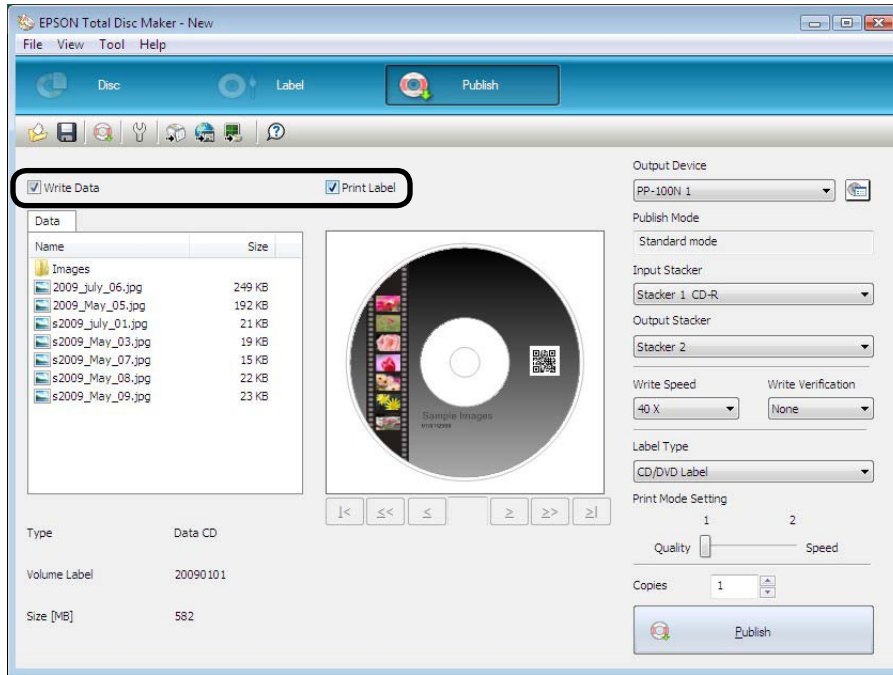 EPSON Total Disc Maker - New
File View Tool Help
Disc Label Publish
Write Data Print Label
Data
Name Size
Images
2009_july_06.jpg 249 KB
2009_May_05.jpg 192 KB
s2009_july_01.jpg 21 KB
s2009_May_03.jpg 19 KB
s2009_May_07.jpg 15 KB
s2009_May_08.jpg 22 KB
s2009_May_09.jpg 23 KB
Sample Images
|< << < > >> >|
Type Data CD
Volume Label 20090101
Size [MB] 582
Output Device
PP-100N 1
Publish Mode
Standard mode
Input Stacker
Stacker 1 CD-R
Output Stacker
Stacker 2
Write Speed Write Verification
40 X None
Label Type
CD/DVD Label
Print Mode Setting
1 2
Quality Speed
Copies 1
Publish